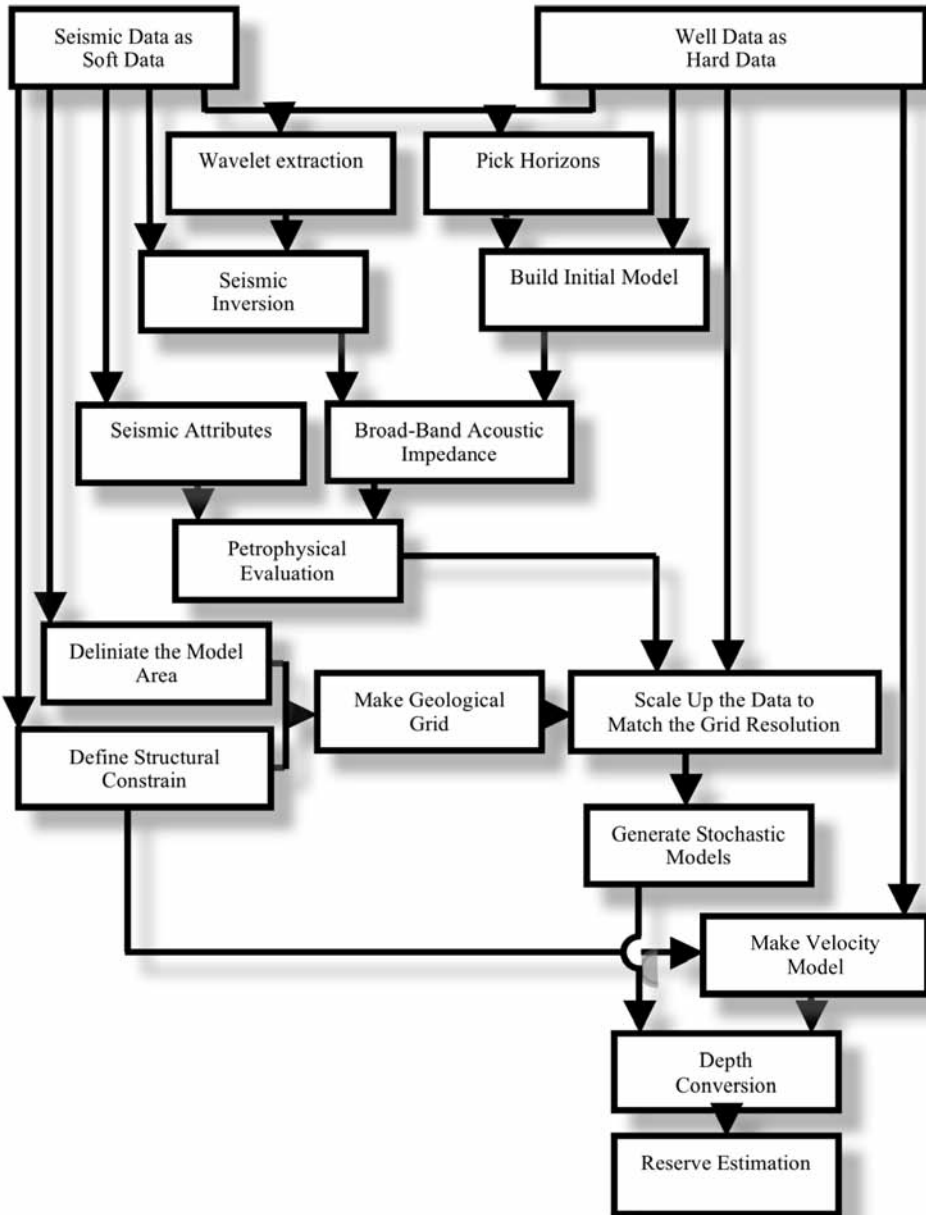 Seismic Data as
Soft Data
Well Data as
Hard Data
Wavelet extraction
Pick Horizons
Seismic
Inversion
Build Initial Model
Seismic Attributes
Broad-Band Acoustic
Impedance
Petrophysical
Evaluation
Deliniate the Model
Area
Make Geological
Grid
Scale Up the Data to
Match the Grid Resolution
Define Structural
Constrain
Generate Stochastic
Models
Make Velocity
Model
Depth
Conversion
Reserve Estimation